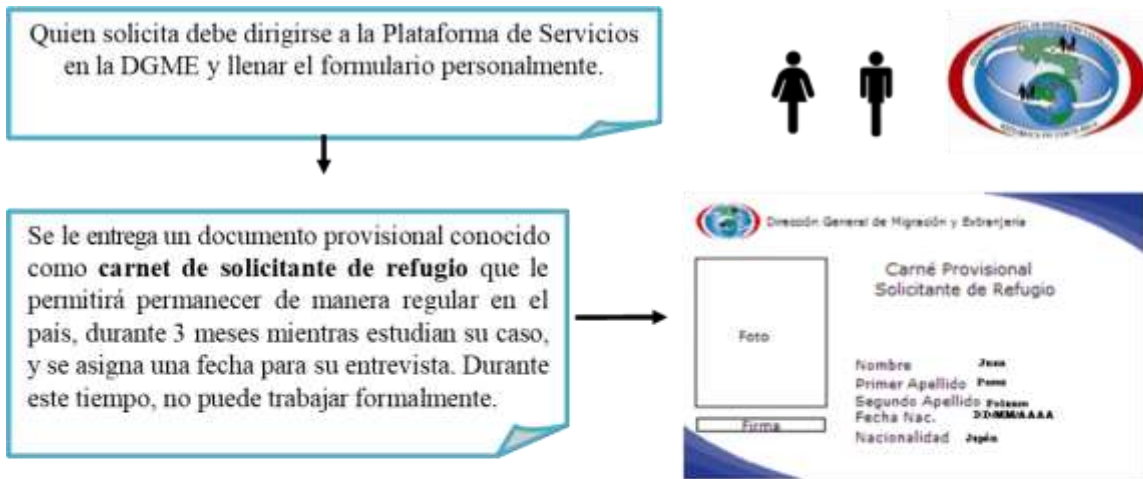 Quien solicita debe dirigirse a la Plataforma de Servicios
en la DGME y llenar el formulario personalmente.
Se le entrega un documento provisional conocido
como carnet de solicitante de refugio que le
permitirá permanecer de manera regular en el
país, durante 3 meses mientras estudian su caso,
y se asigna una fecha para su entrevista. Durante
este tiempo, no puede trabajar formalmente.
Dirección General de Migración y Extranjería
Carné Provisional
Solicitante de Refugio
Foto
Firma
Nombre Juan
Primer Apellido
Segundo Apellido
Fecha Nac. DD/MM/AAAA
Nacionalidad Japón